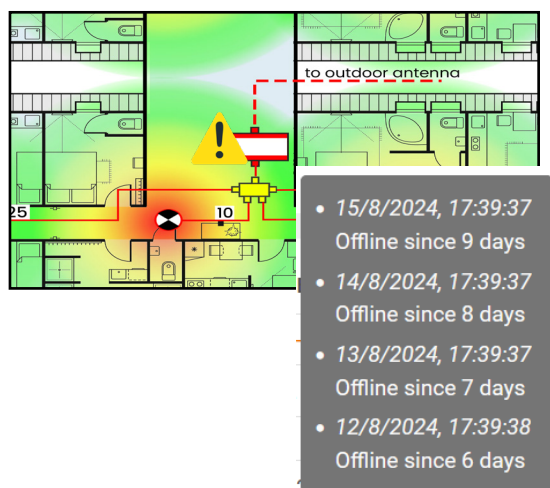 to outdoor antenna
25
10
15/8/2024, 17:39:37
Offline since 9 days
14/8/2024, 17:39:37
Offline since 8 days
13/8/2024, 17:39:37
Offline since 7 days
12/8/2024, 17:39:38
Offline since 6 days